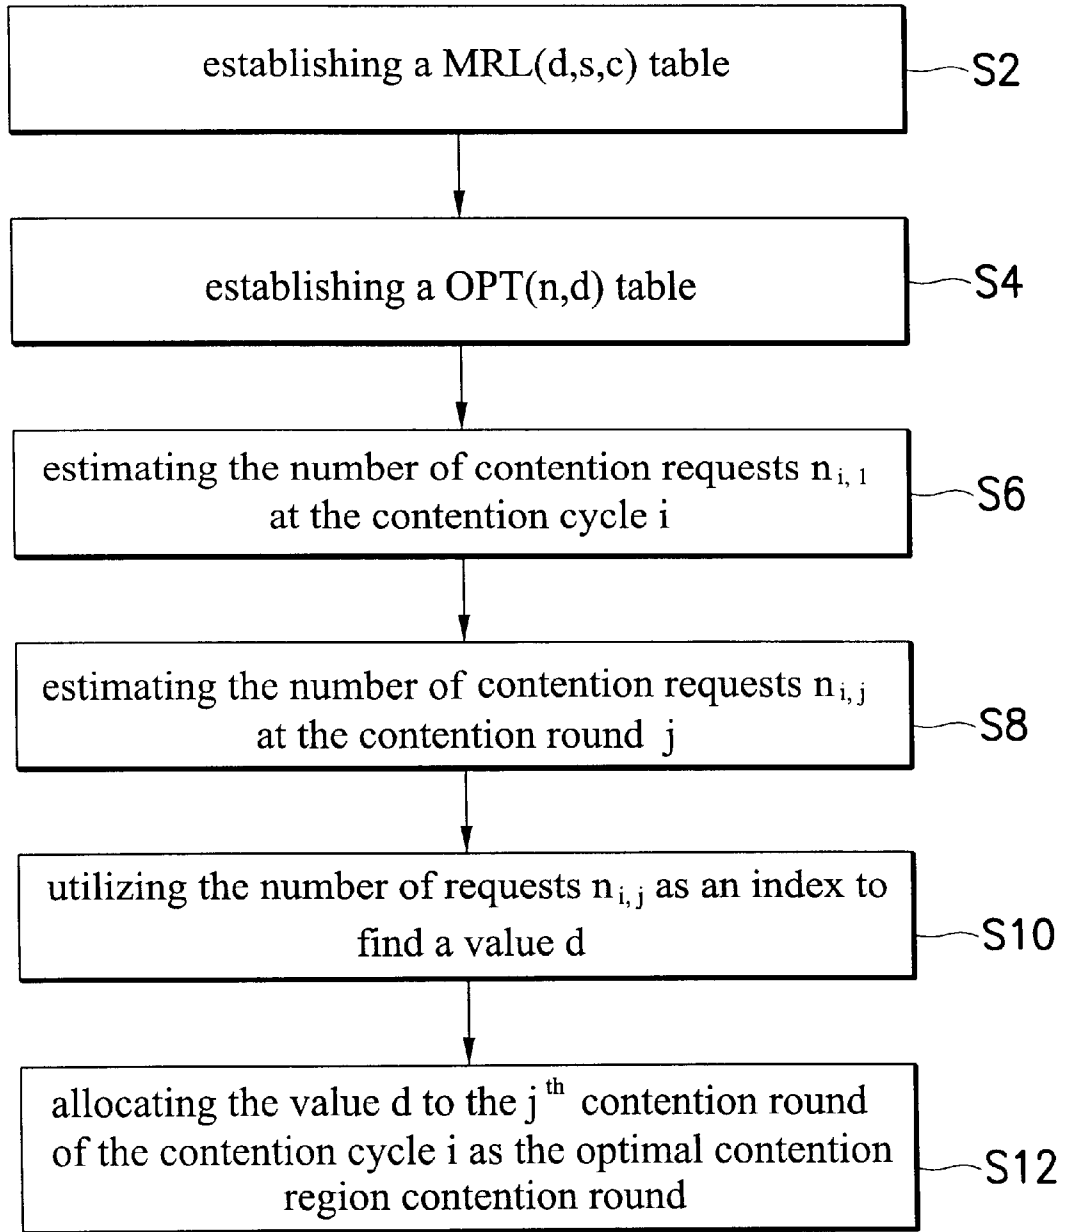 establishing a MRL(d,s,c) table
S2
establishing a OPT(n,d) table
S4
estimating the number of contention requests n i, 1
at the contention cycle i
S6
estimating the number of contention requests n i, j
at the contention round j
S8
utilizing the number of requests n i, j as an index to
find a value d
S10
allocating the value d to the j th contention round
of the contention cycle i as the optimal contention
region contention round
S12